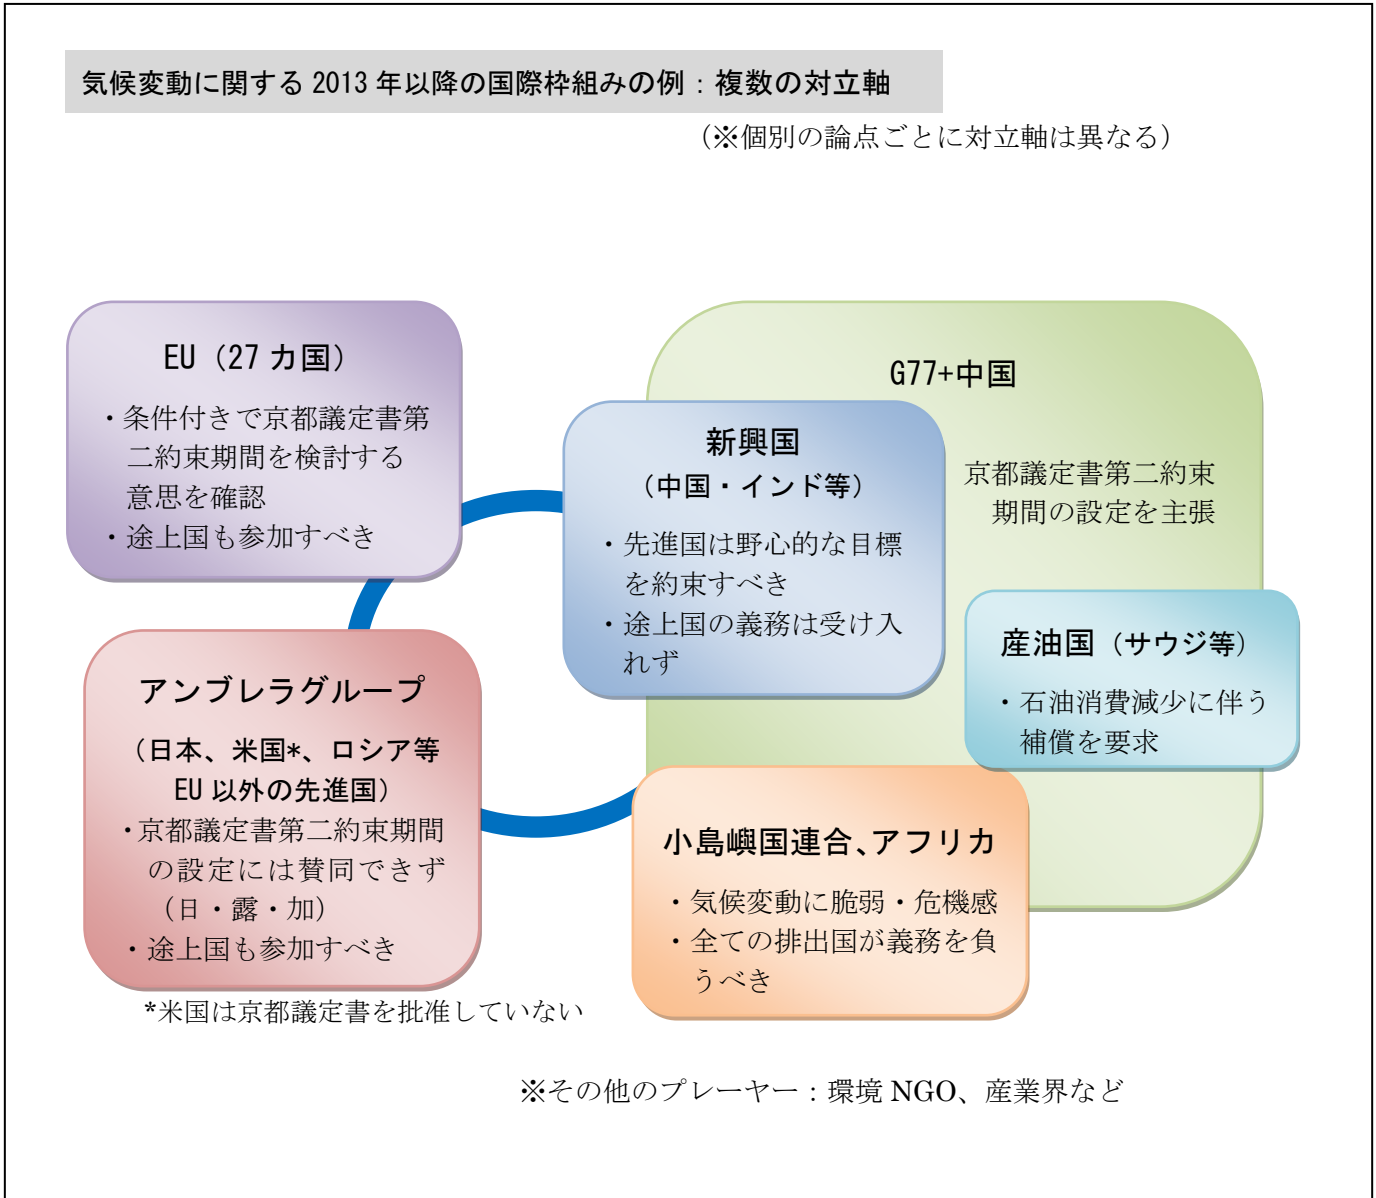 気候変動に関する 2013 年以降の国際枠組みの例：複数の対立軸
（※個別の論点ごとに対立軸は異なる）
EU（27 カ国）
・条件付きで京都議定書第
二約束期間を検討する
意思を確認
・途上国も参加すべき
G77+中国
京都議定書第二約束
期間の設定を主張
新興国
（中国・インド等）
・先進国は野心的な目標
を約束すべき
・途上国の義務は受け入
れず
産油国（サウジ等）
・石油消費減少に伴う
補償を要求
アンブレラグループ
（日本、米国*、ロシア等
EU 以外の先進国）
・京都議定書第二約束期間
の設定には賛同できず
（日・露・加）
・途上国も参加すべき
*米国は京都議定書を批准していない
小島嶼国連合、アフリカ
・気候変動に脆弱・危機感
・全ての排出国が義務を負
うべき
※その他のプレーヤー：環境 NGO、産業界など